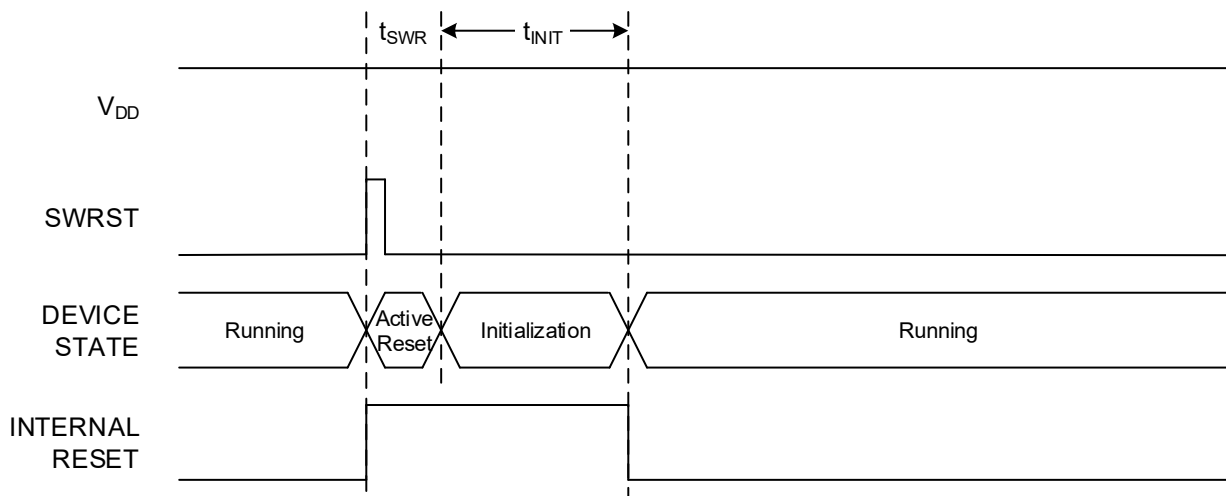 tSWR tINIT
VDD
SWRST
DEVICE
STATE
Running
Active
Reset
Initialization
Running
INTERNAL
RESET